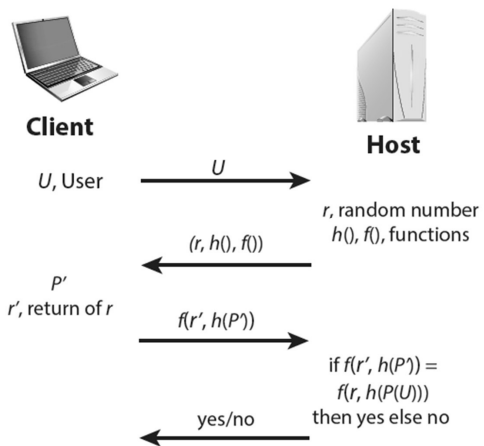 Client
Host
U, User
U
r, random number
h(), f(), functions
(r, h(), f())
P′
r′, return of r
f(r′, h(P′))
if f(r′, h(P′)) =
f(r, h(P(U)))
then yes else no
yes/no